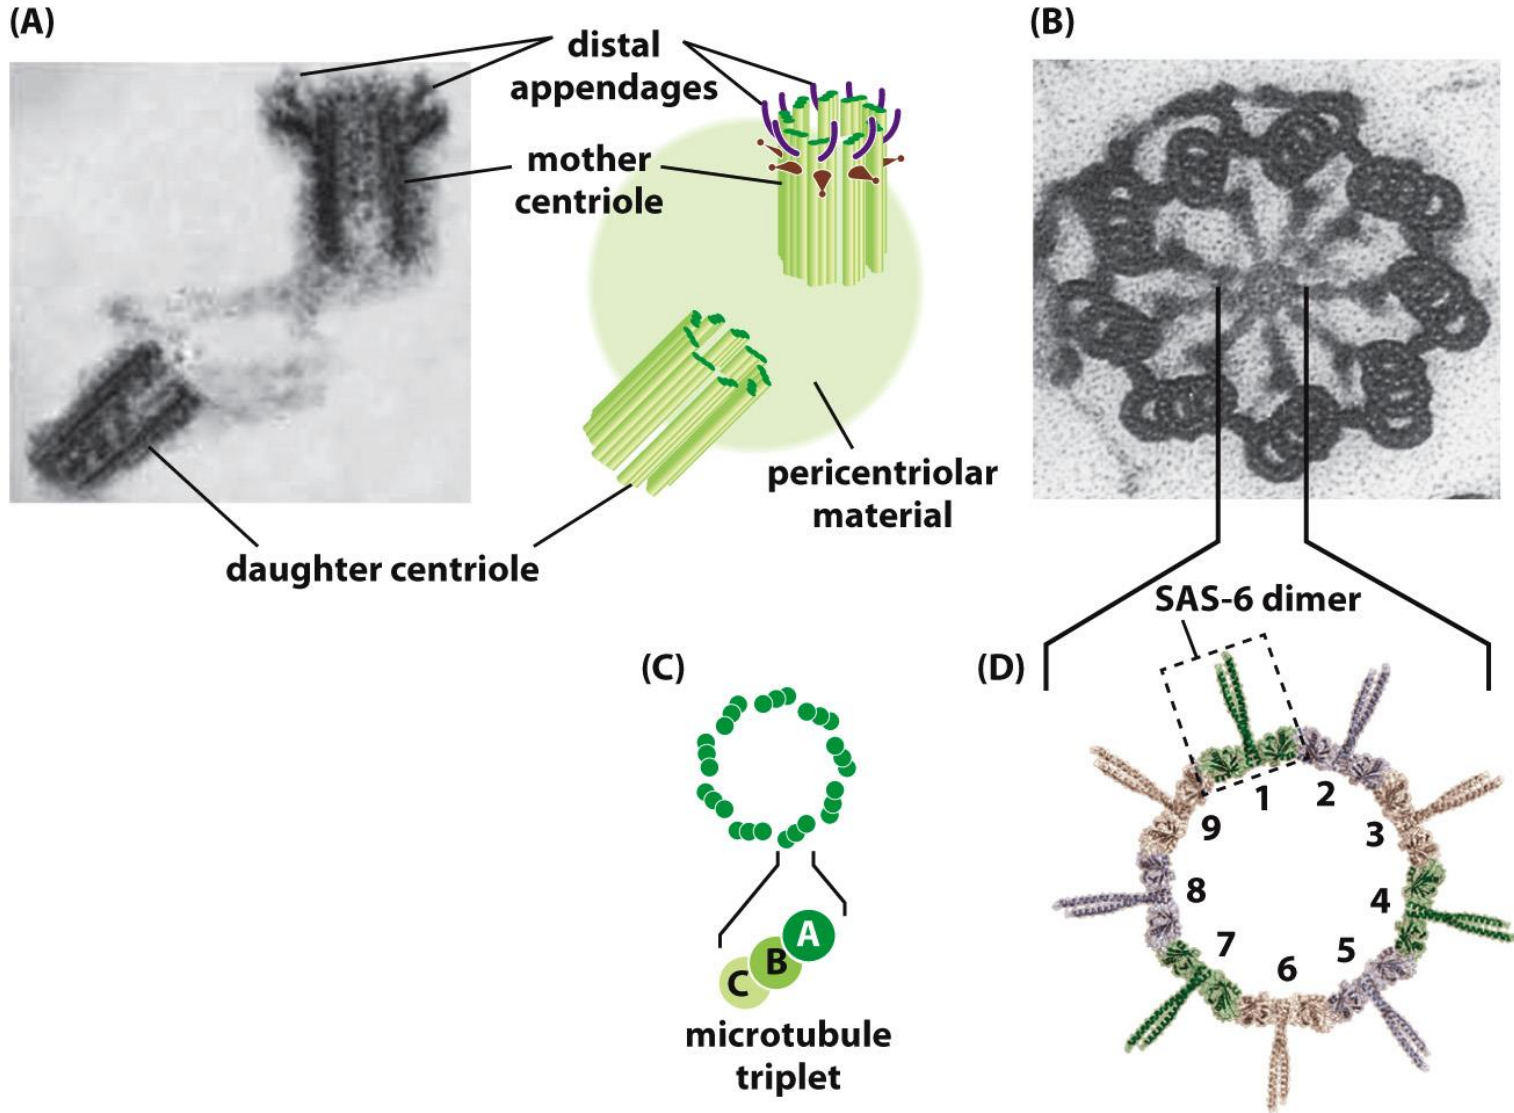 (A)
distal
appendages
mother
centriole
daughter centriole
pericentriolar
material
(B)
(C)
A
B
C
microtubule
triplet
SAS-6 dimer
(D)
1
2
3
4
5
6
7
8
9